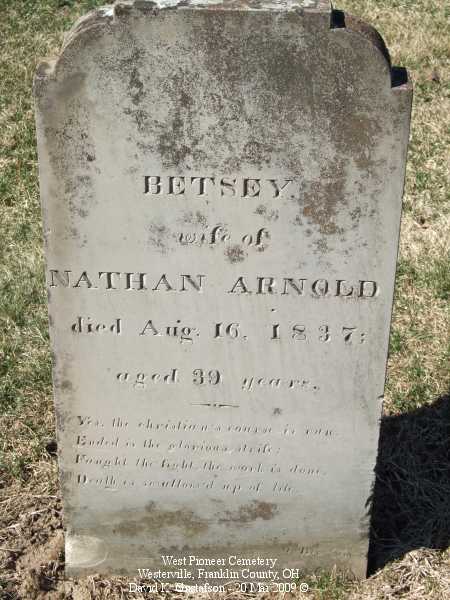 BETSEY.
wife of
NATHAN ARNOLD
died Aug. 16, 1837;
aged 39 years.
Yes, the christian's course is run,
Ended is the glorious strife;
Fought the fight, the work is done,
Death is swallow'd up of life.
West Pioneer Cemetery
Westerville, Franklin County, OH
David K. Gustafson - 20 Mar 2009 ©